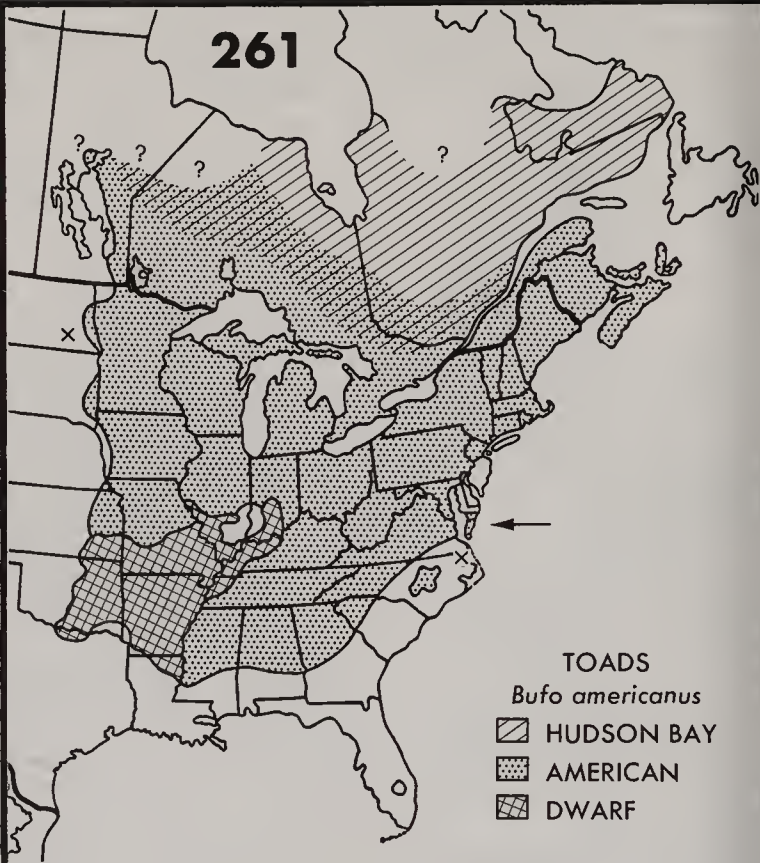 261
? ? ? ?
X
X
TOADS
Bufo americanus
HUDSON BAY
AMERICAN
DWARF